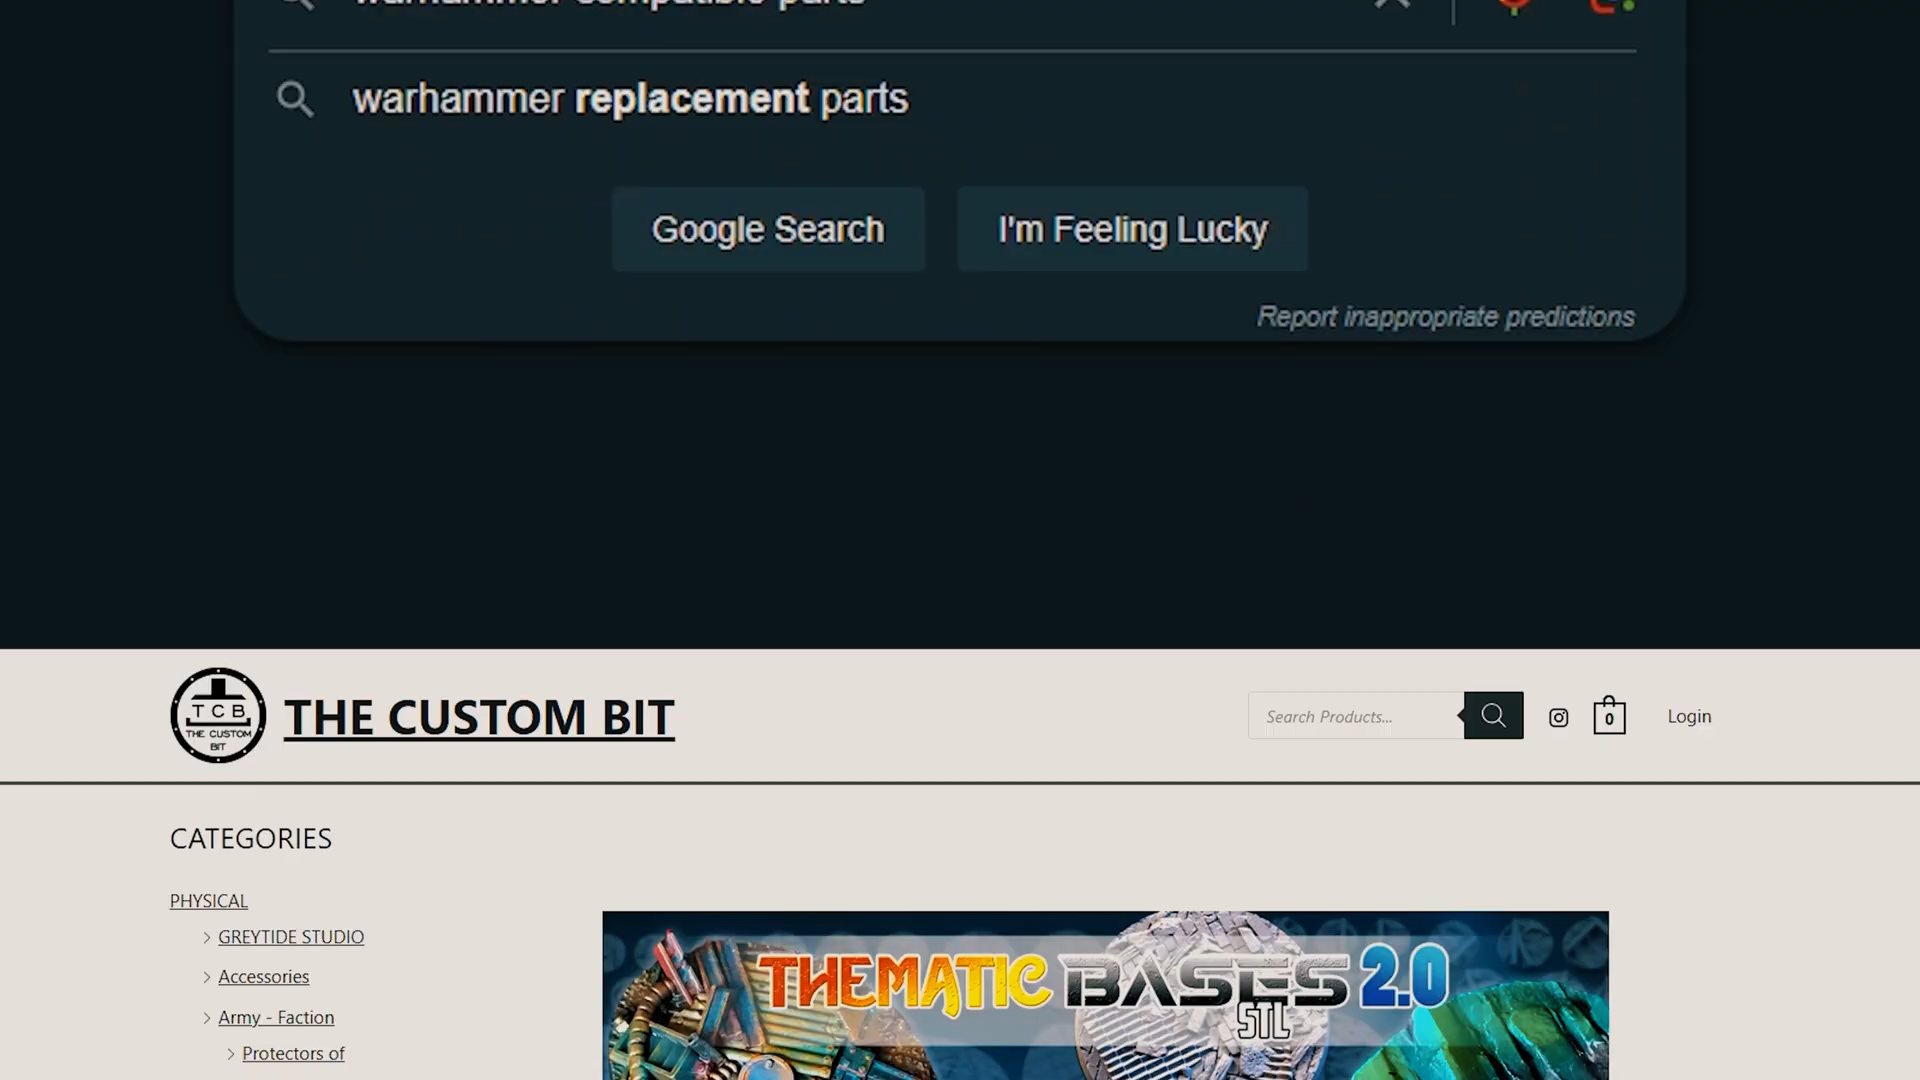 warhammer compatible parts
warhammer replacement parts
Google Search
I'm Feeling Lucky
Report inappropriate predictions
TCB
THE CUSTOM
BIT
THE CUSTOM BIT
Search Products...
0
Login
CATEGORIES
PHYSICAL
GREYTIDE STUDIO
Accessories
Army - Faction
Protectors of
THEMATIC BASES 2.0
STL